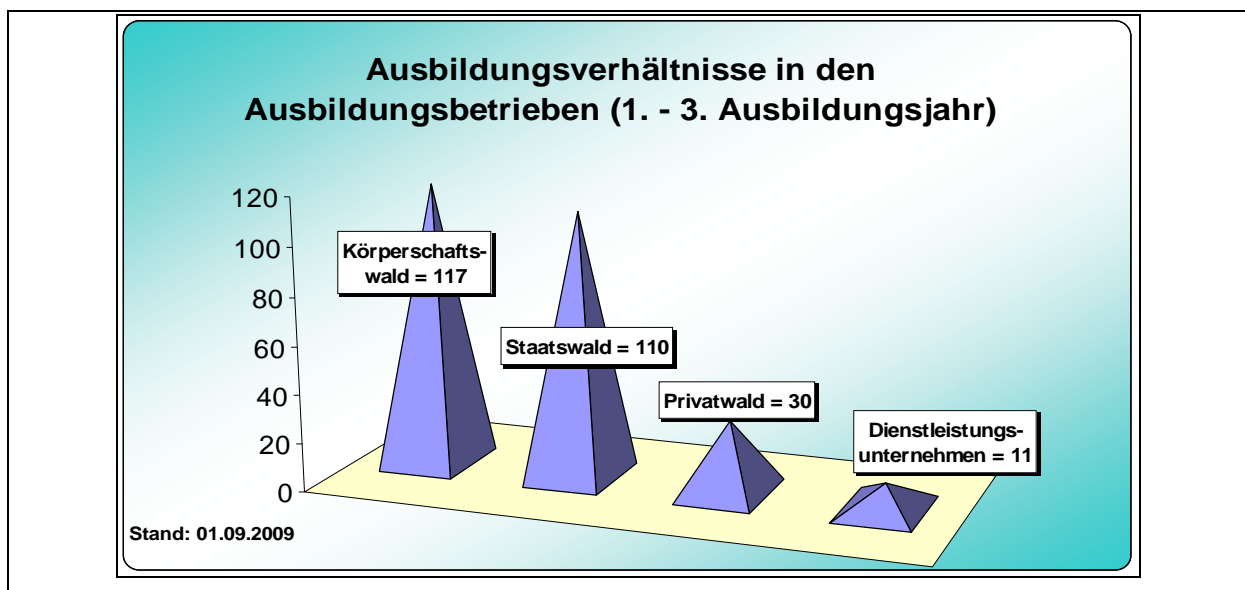 Ausbildungsverhältnisse in den
Ausbildungsbetrieben (1. - 3. Ausbildungsjahr)
120
100
80
60
40
20
0
Körperschafts-
wald = 117
Staatswald = 110
Privatwald = 30
Dienstleistungs-
unternehmen = 11
Stand: 01.09.2009